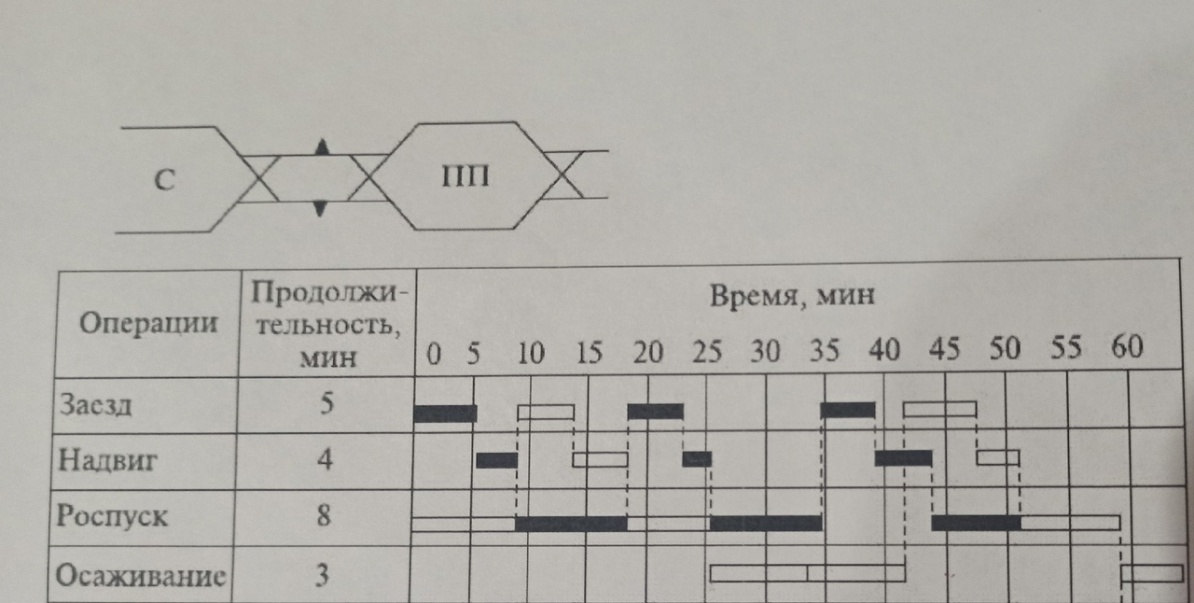 С ПП
Операции
Продолжи-
тельность,
мин
Время, мин
0 5 10 15 20 25 30 35 40 45 50 55 60
Заезд 5
Надвиг 4
Роспуск 8
Осаживание 3